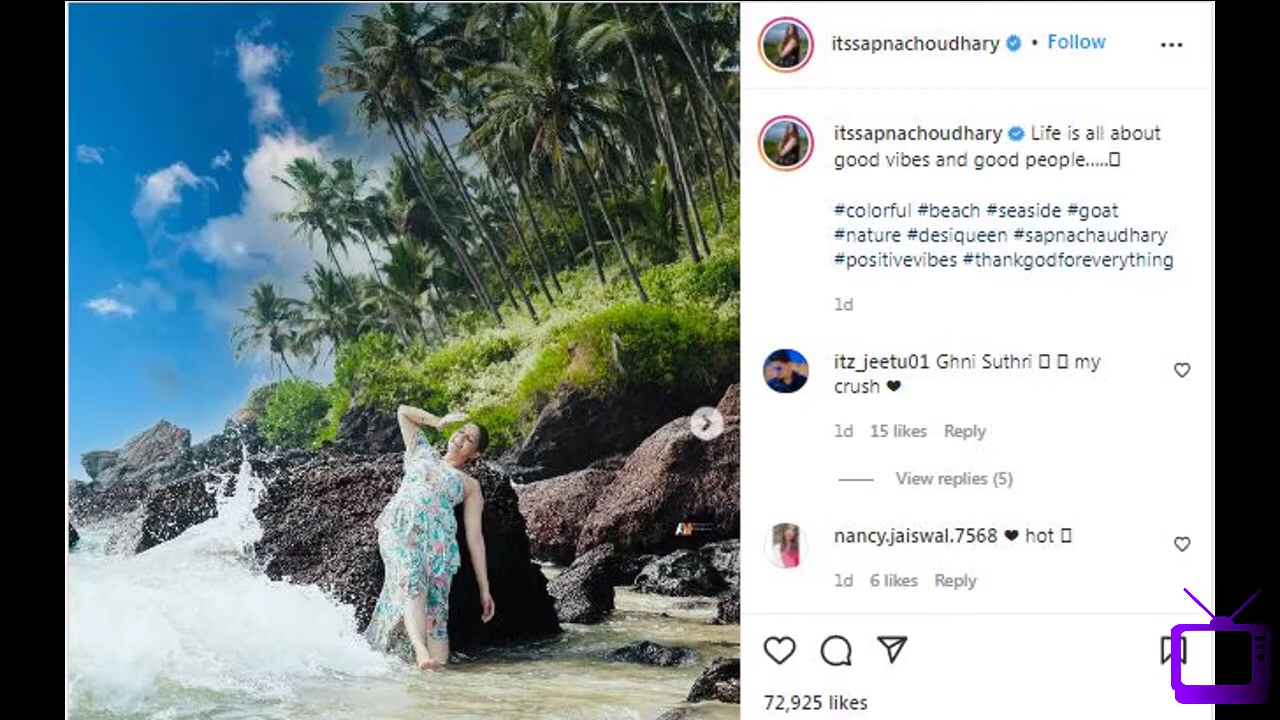 itssapnachoudhary • Follow
itssapnachoudhary Life is all about
good vibes and good people.....
#colorful #beach #seaside #goat
#nature #desiqueen #sapnachaudhary
#positivevibes #thankgodforeverything
1d
itz_jeetu01 Ghni Suthri my
crush ❤
1d 15 likes Reply
View replies (5)
nancy.jaiswal.7568 ❤ hot
1d 6 likes Reply
72,925 likes